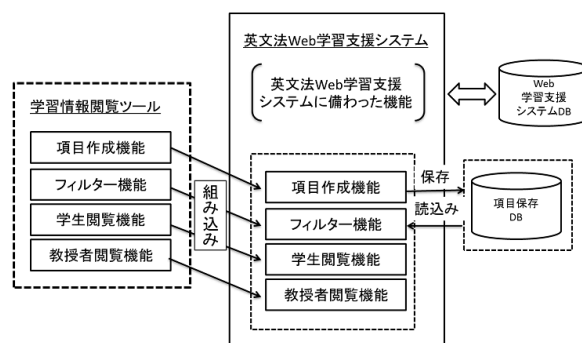 英文法Web学習支援システム
英文法Web学習支援
システムに備わった機能
Web
学習支援
システムDB
学習情報閲覧ツール
項目作成機能
フィルター機能
学生閲覧機能
教授者閲覧機能
組み込み
項目作成機能
フィルター機能
学生閲覧機能
教授者閲覧機能
保存
読込み
項目保存
DB